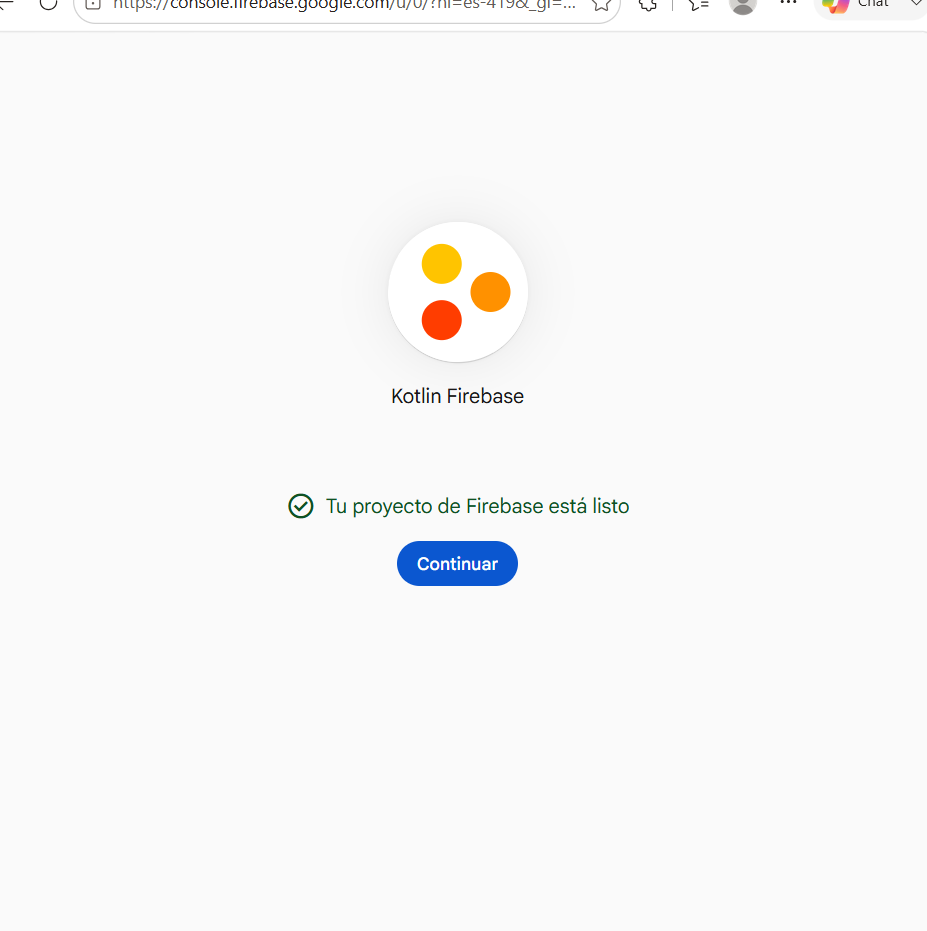 https://console.firebase.google.com/u/0/?hl=es-419&_gl=...
Chat
Kotlin Firebase
Tu proyecto de Firebase está listo
Continuar